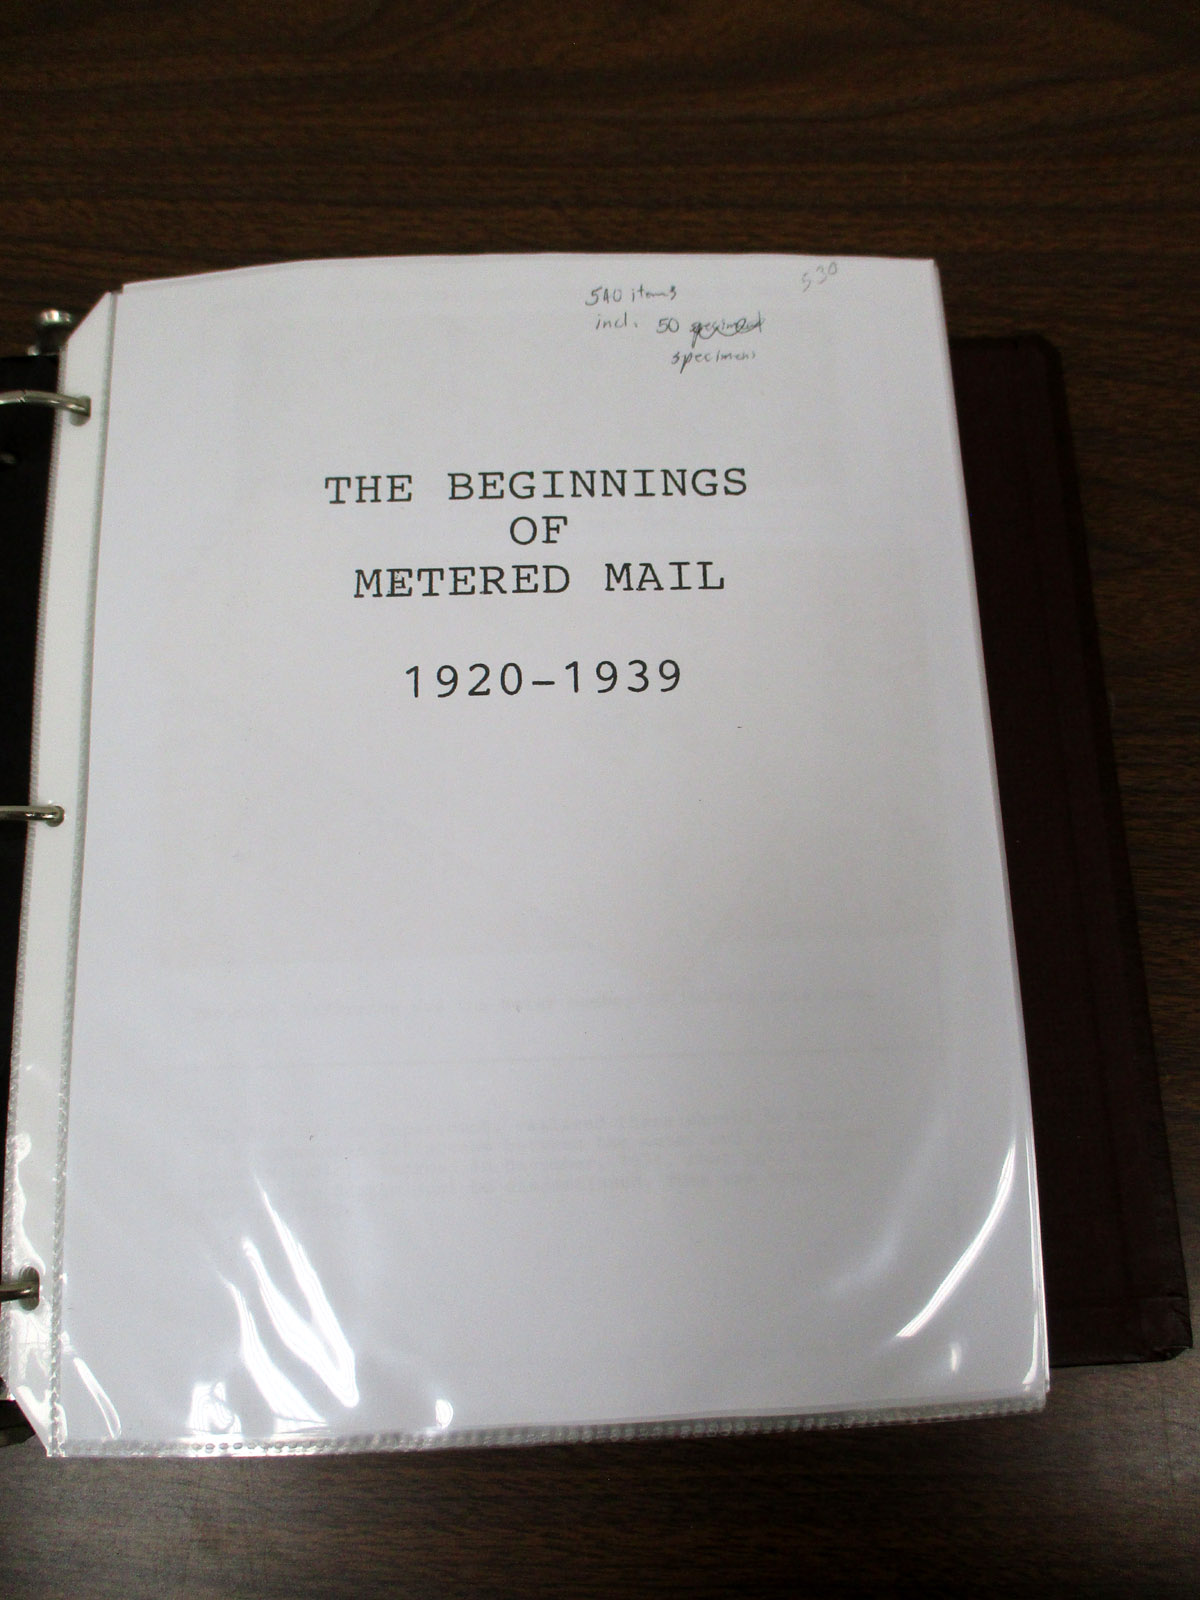 530
540 items
incl. 50
specimens
THE BEGINNINGS
OF
METERED MAIL
1920-1939